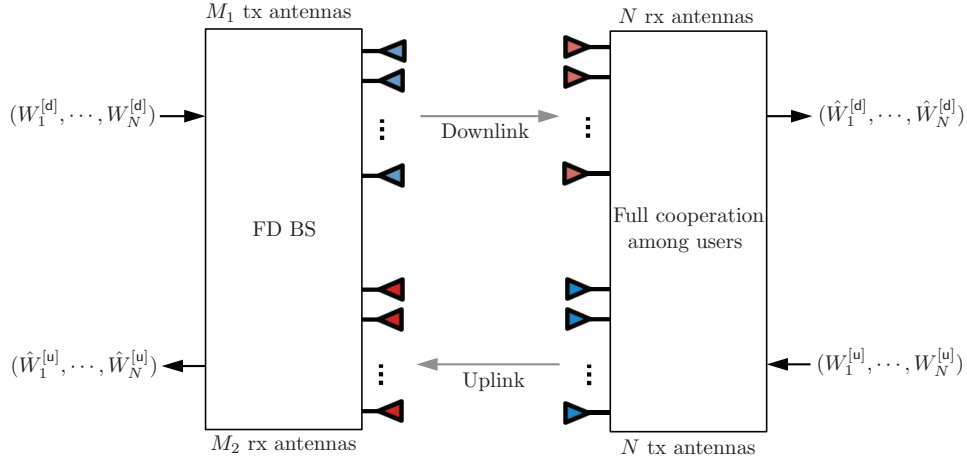 M₁ tx antennas
N rx antennas
(W₁^[d], ⋯, W_N^[d])
(Ŵ₁^[d], ⋯, Ŵ_N^[d])
Downlink
FD BS
Full cooperation
among users
(Ŵ₁^[u], ⋯, Ŵ_N^[u])
(W₁^[u], ⋯, W_N^[u])
Uplink
M₂ rx antennas
N tx antennas